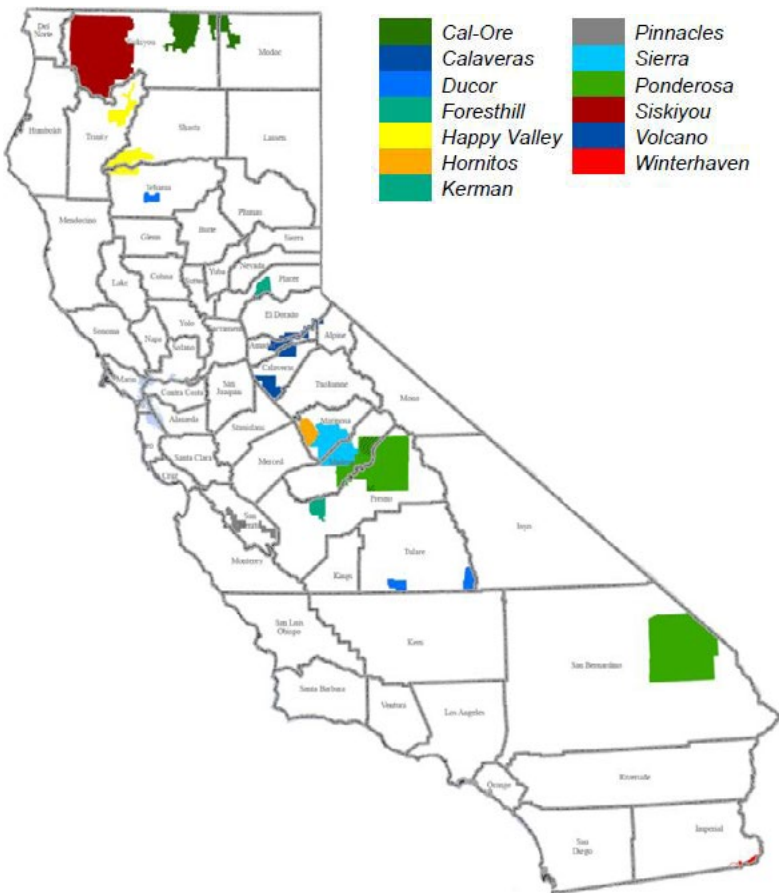 Cal-Ore
Calaveras
Ducor
Foresthill
Happy Valley
Hornitos
Kerman
Pinnacles
Sierra
Ponderosa
Siskiyou
Volcano
Winterhaven
Del
Norte
Modoc
Humboldt
Trinity
Shasta
Lassen
Tehama
Plumas
Mendocino
Glenn
Butte
Sierra
Nevada
Yuba
Colusa
Lake
Placer
El Dorado
Yolo
Sonoma
Napa
Solano
Alpine
Calaveras
Tuolumne
Mono
Marin
Contra Costa
San
Joaquin
Alameda
Stanislaus
Mariposa
Santa Clara
Merced
Fresno
San
Monterey
Kings
Tulare
Inyo
San Luis
Obispo
Kern
San Bernardino
Santa Barbara
Ventura
Los Angeles
Orange
Riverside
San
Diego
Imperial